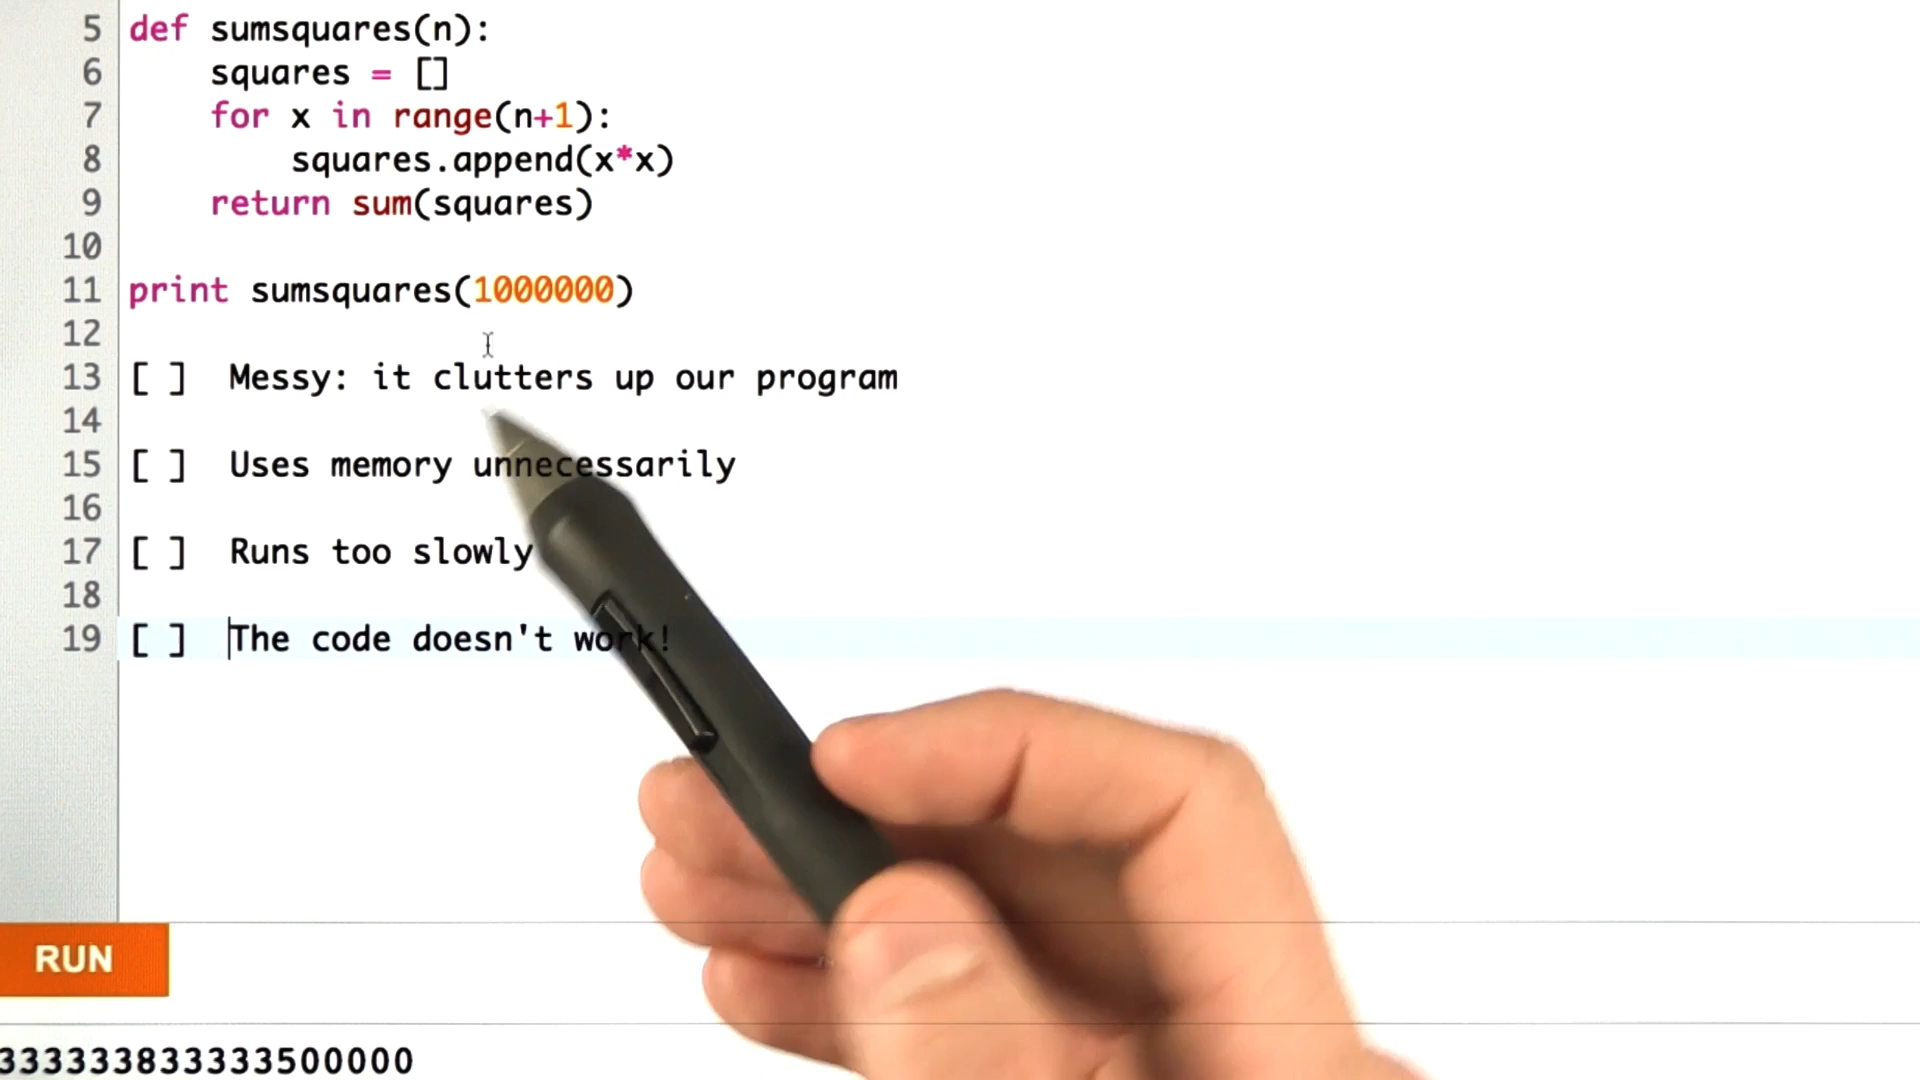 5 def sumsquares(n):
6     squares = []
7     for x in range(n+1):
8         squares.append(x*x)
9     return sum(squares)
10
11 print sumsquares(1000000)
12
13 [ ]  Messy: it clutters up our program
14
15 [ ]  Uses memory unnecessarily
16
17 [ ]  Runs too slowly
18
19 [ ]  The code doesn't work!
RUN
333333833333500000